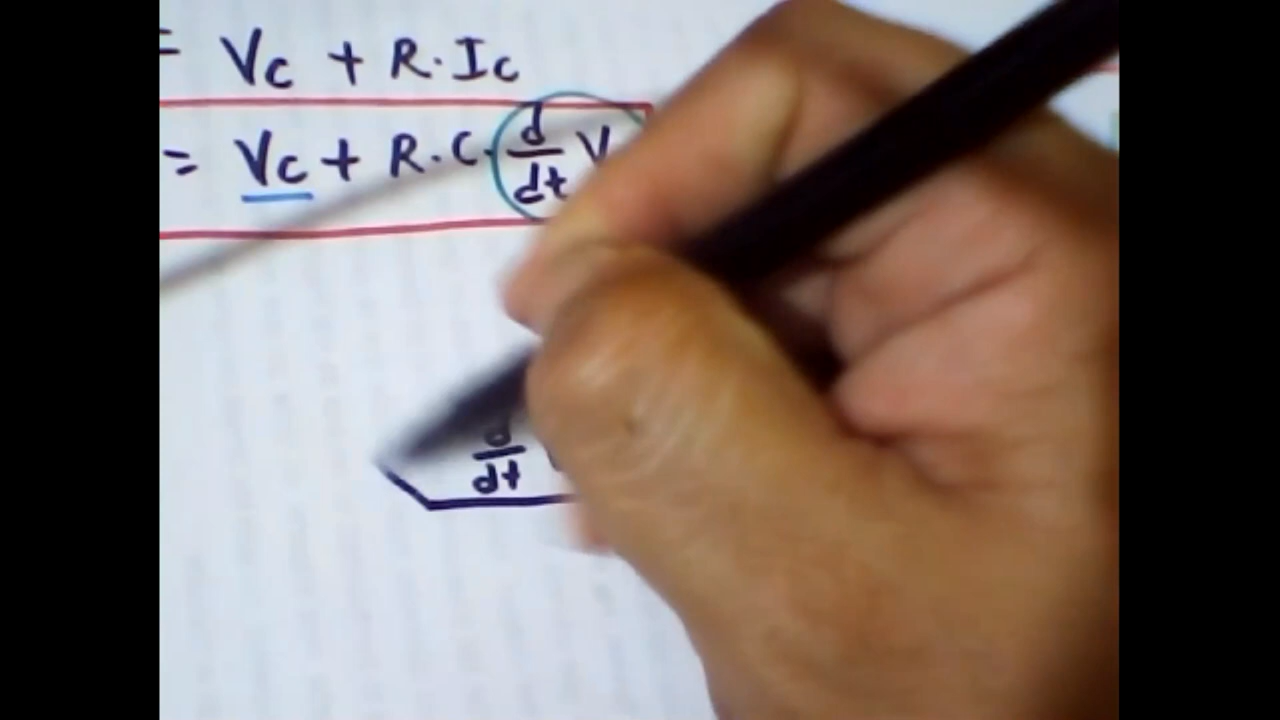 = Vc + R.Ic
= Vc + R.C. d/dt V
d/dt